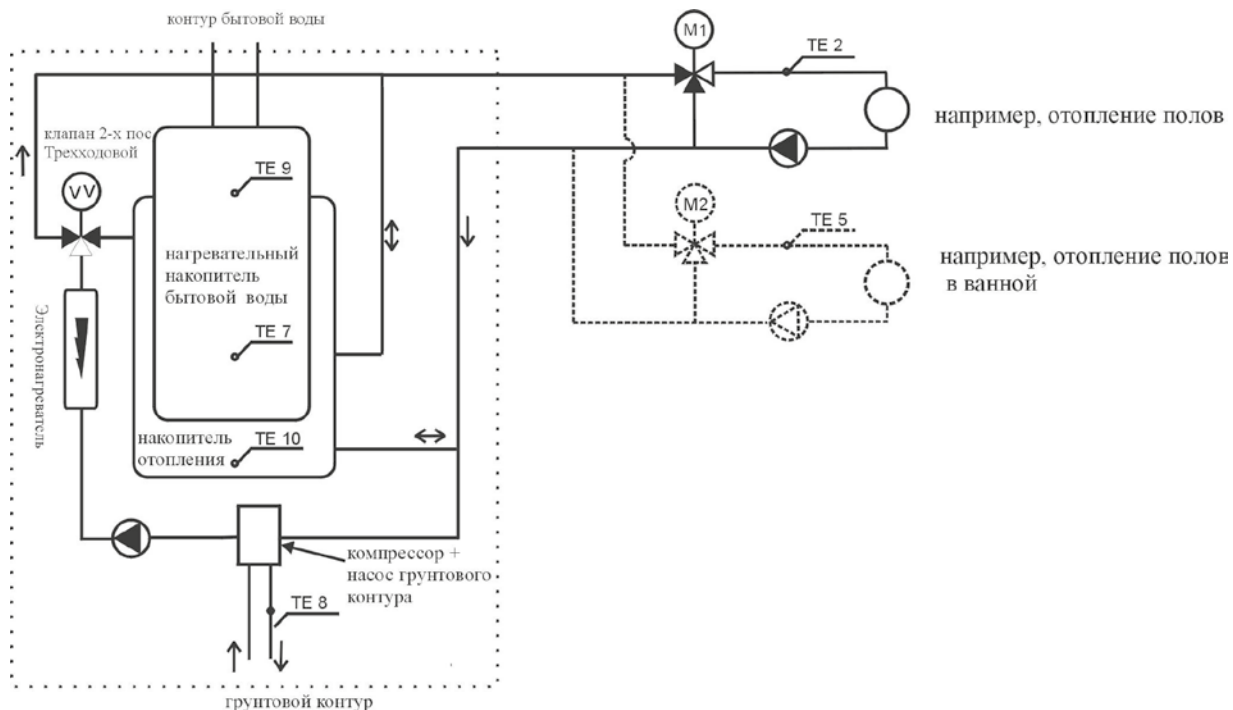 контур бытовой воды
M1
TE 2
например, отопление полов
клапан 2-х пос
Трехходовой
VV
TE 9
M2
TE 5
нагревательный
накопитель
бытовой воды
например, отопление полов
в ванной
Электронагреватель
TE 7
накопитель
отопления
TE 10
компрессор +
насос грунтового
контура
TE 8
грунтовой контур